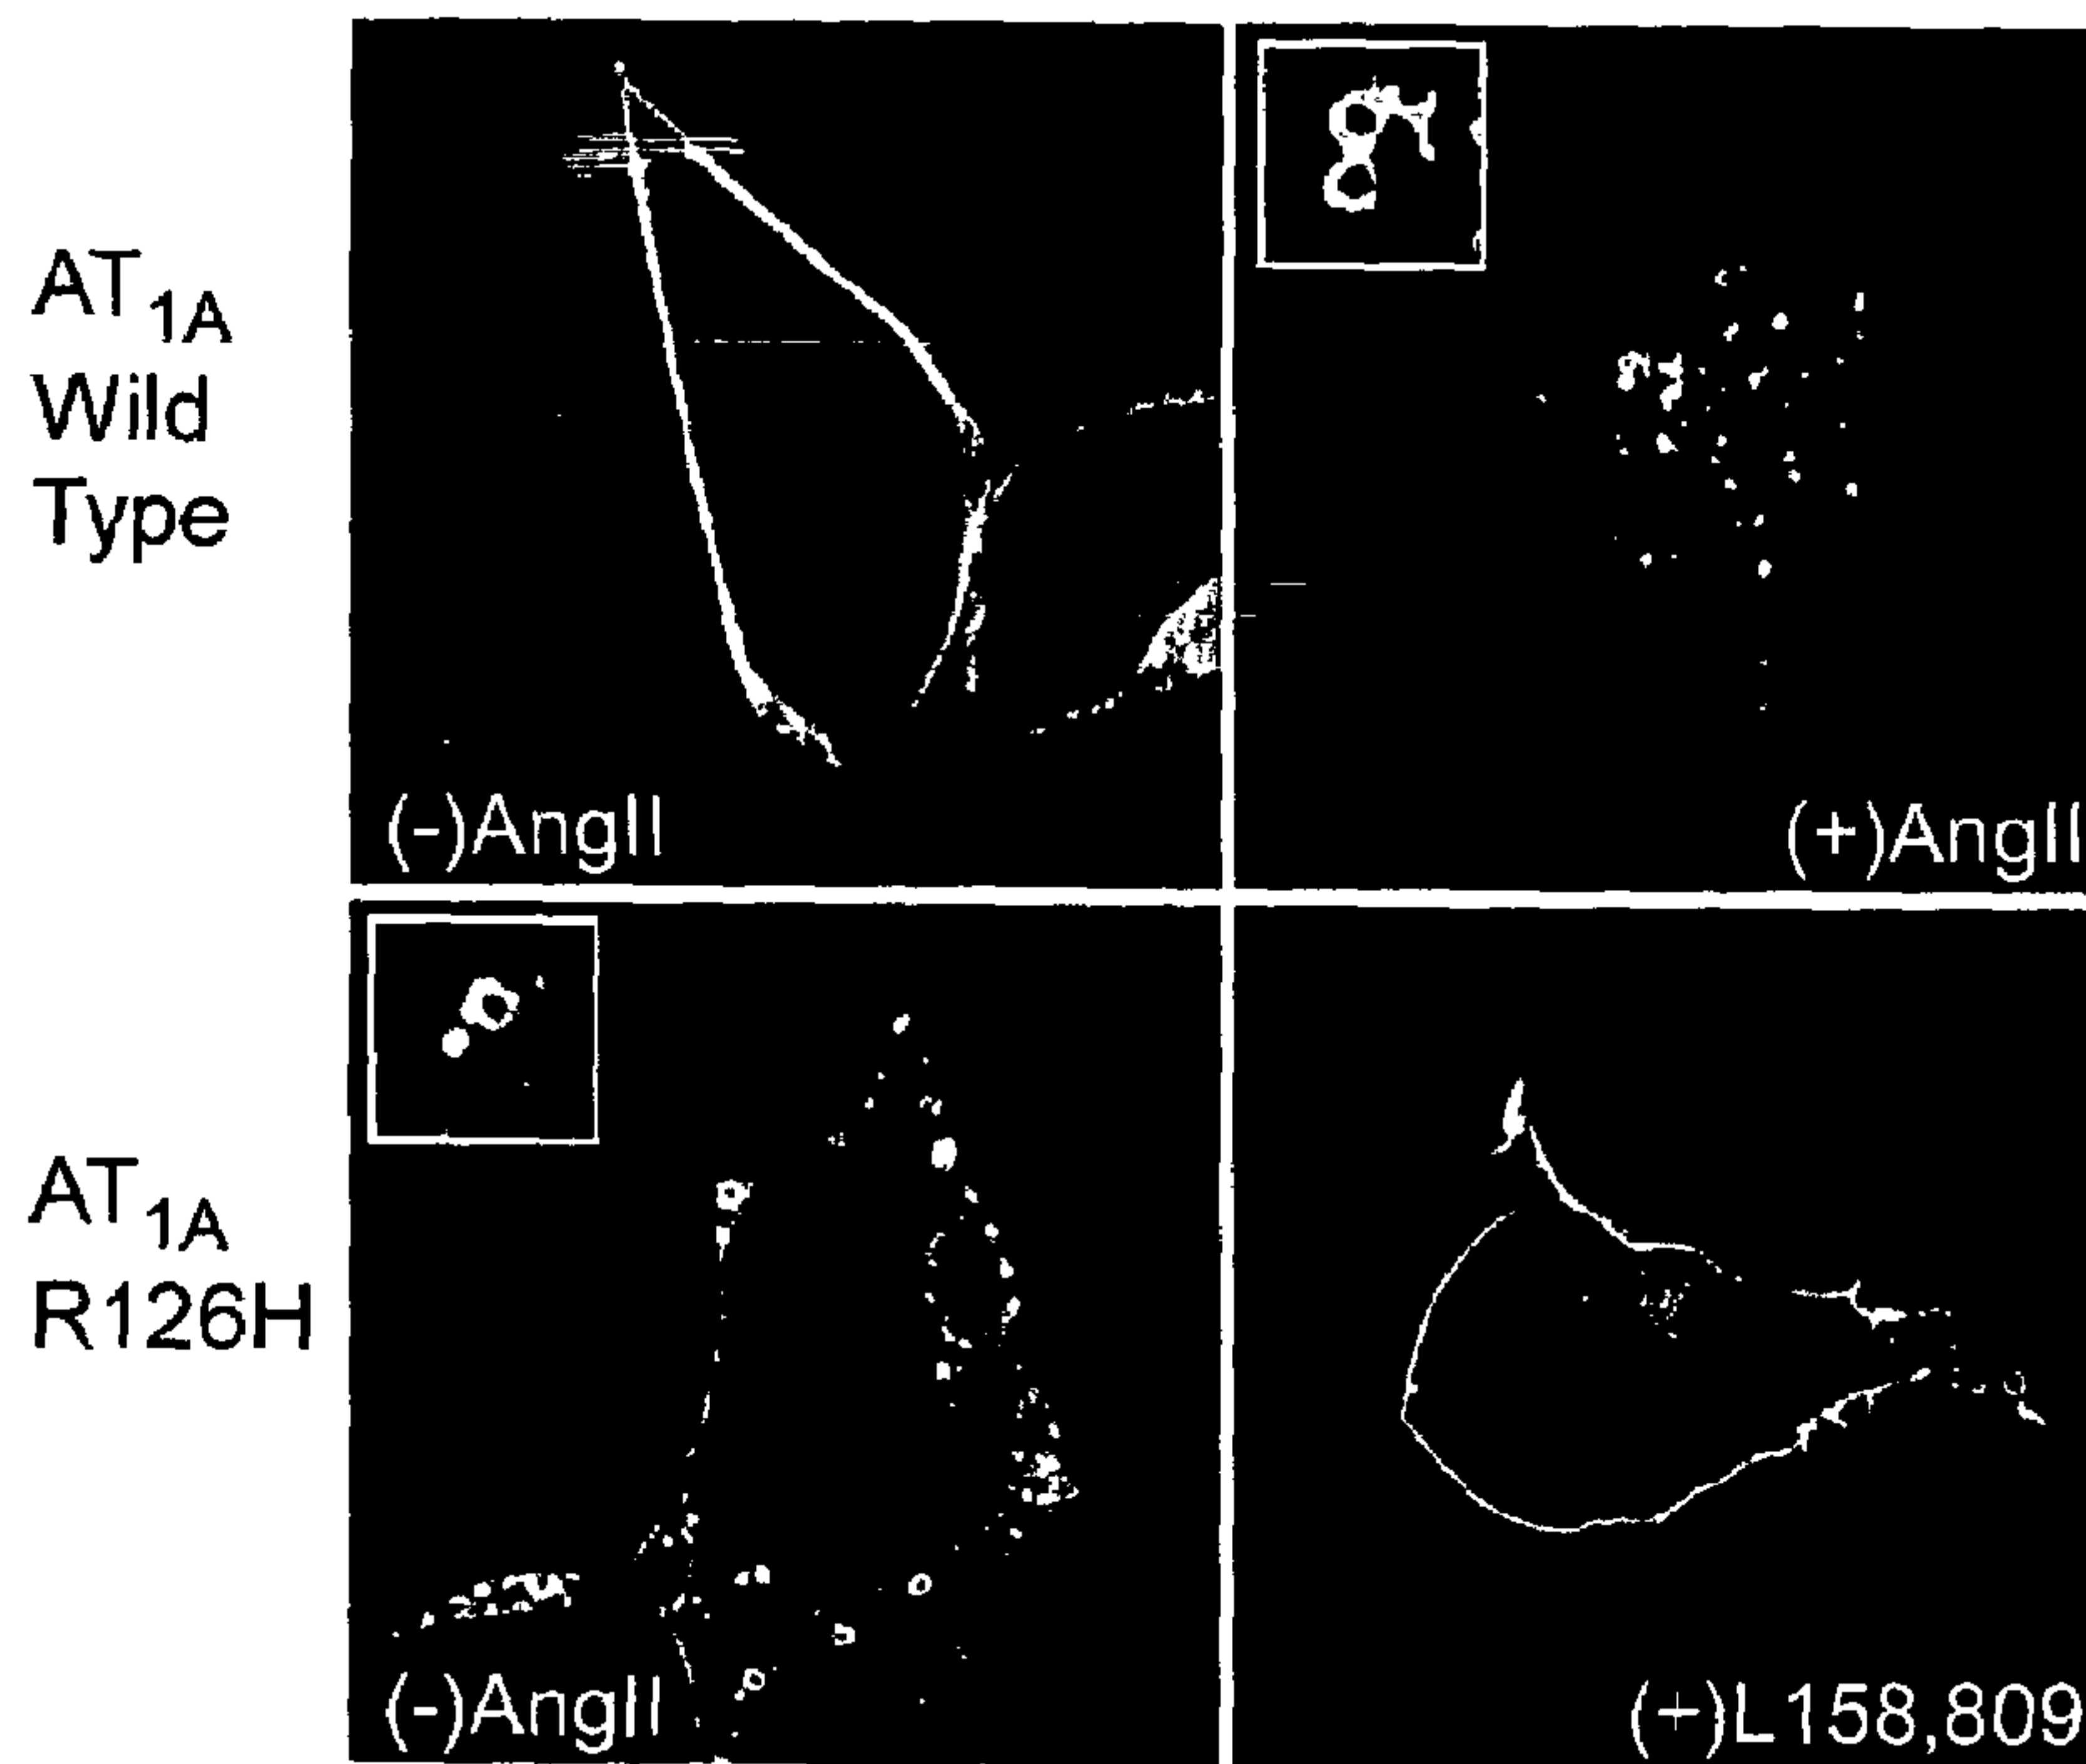 AT1A
Wild
Type
(-)AngII
(+)AngII
AT1A
R126H
(-)AngII
(+)L158,809